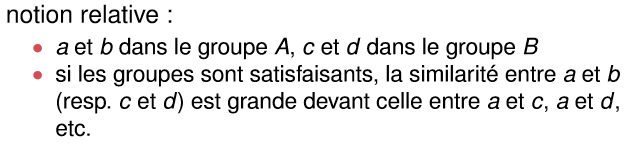 notion relative :
• a et b dans le groupe A, c et d dans le groupe B
• si les groupes sont satisfaisants, la similarité entre a et b
(resp. c et d) est grande devant celle entre a et c, a et d,
etc.